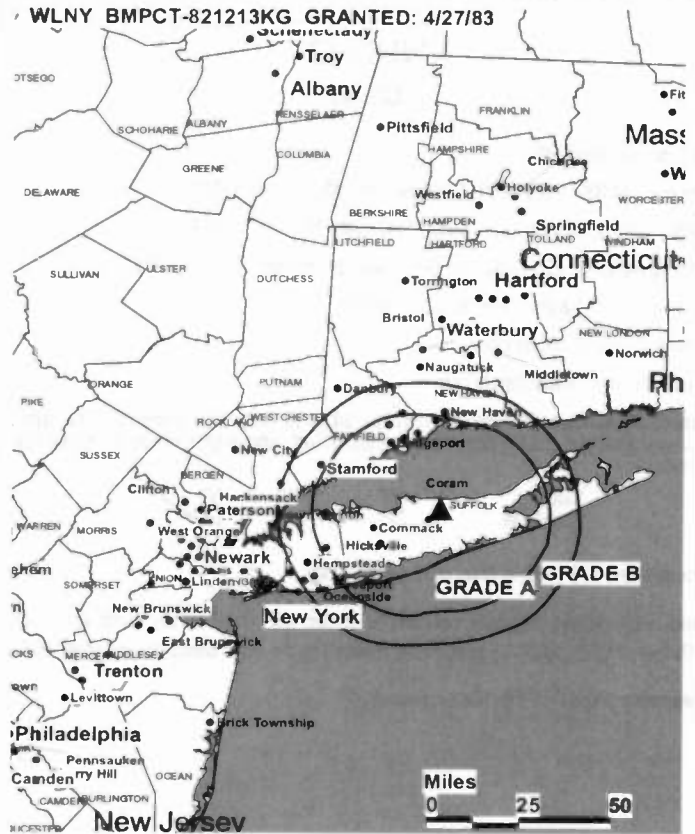 WLNY BMPCT-821213KG GRANTED: 4/27/83
Schenectady
Troy
OTSEGO
Albany
FRANKLIN
RENSSELAER
SCHOHARIE
ALBANY
Pittsfield
Mass
HAMPSHIRE
COLUMBIA
GREENE
Chicopee
DELAWARE
Westfield
Holyoke
WORCESTER
BERKSHIRE
HAMPDEN
Springfield
LITCHFIELD
HARTFORD
TOLLAND
WINDHAM
Connecticut
SULLIVAN
ULSTER
DUTCHESS
Torrington
Hartford
Bristol
Waterbury
NEW LONDON
Norwich
Naugatuck
Middletown
ORANGE
PUTNAM
Danbury
NEW HAVEN
Rh
PIKE
ROCKLAND
WESTCHESTER
New Haven
FAIRFIELD
Bridgeport
SUSSEX
New City
BERGEN
Stamford
Clifton
Hackensack
Coram
Paterson
SUFFOLK
WARREN
MORRIS
West Orange
Commack
Newark
Hicksville
Hempstead
SOMERSET
UNION
Linden
GRADE A
GRADE B
Oceanside
New Brunswick
New York
East Brunswick
MERCER
MIDDLESEX
Trenton
Levittown
Brick Township
Philadelphia
Pennsauken
rry Hill
Camden
OCEAN
Miles
CAMDEN
BURLINGTON
0 25 50
New Jersey